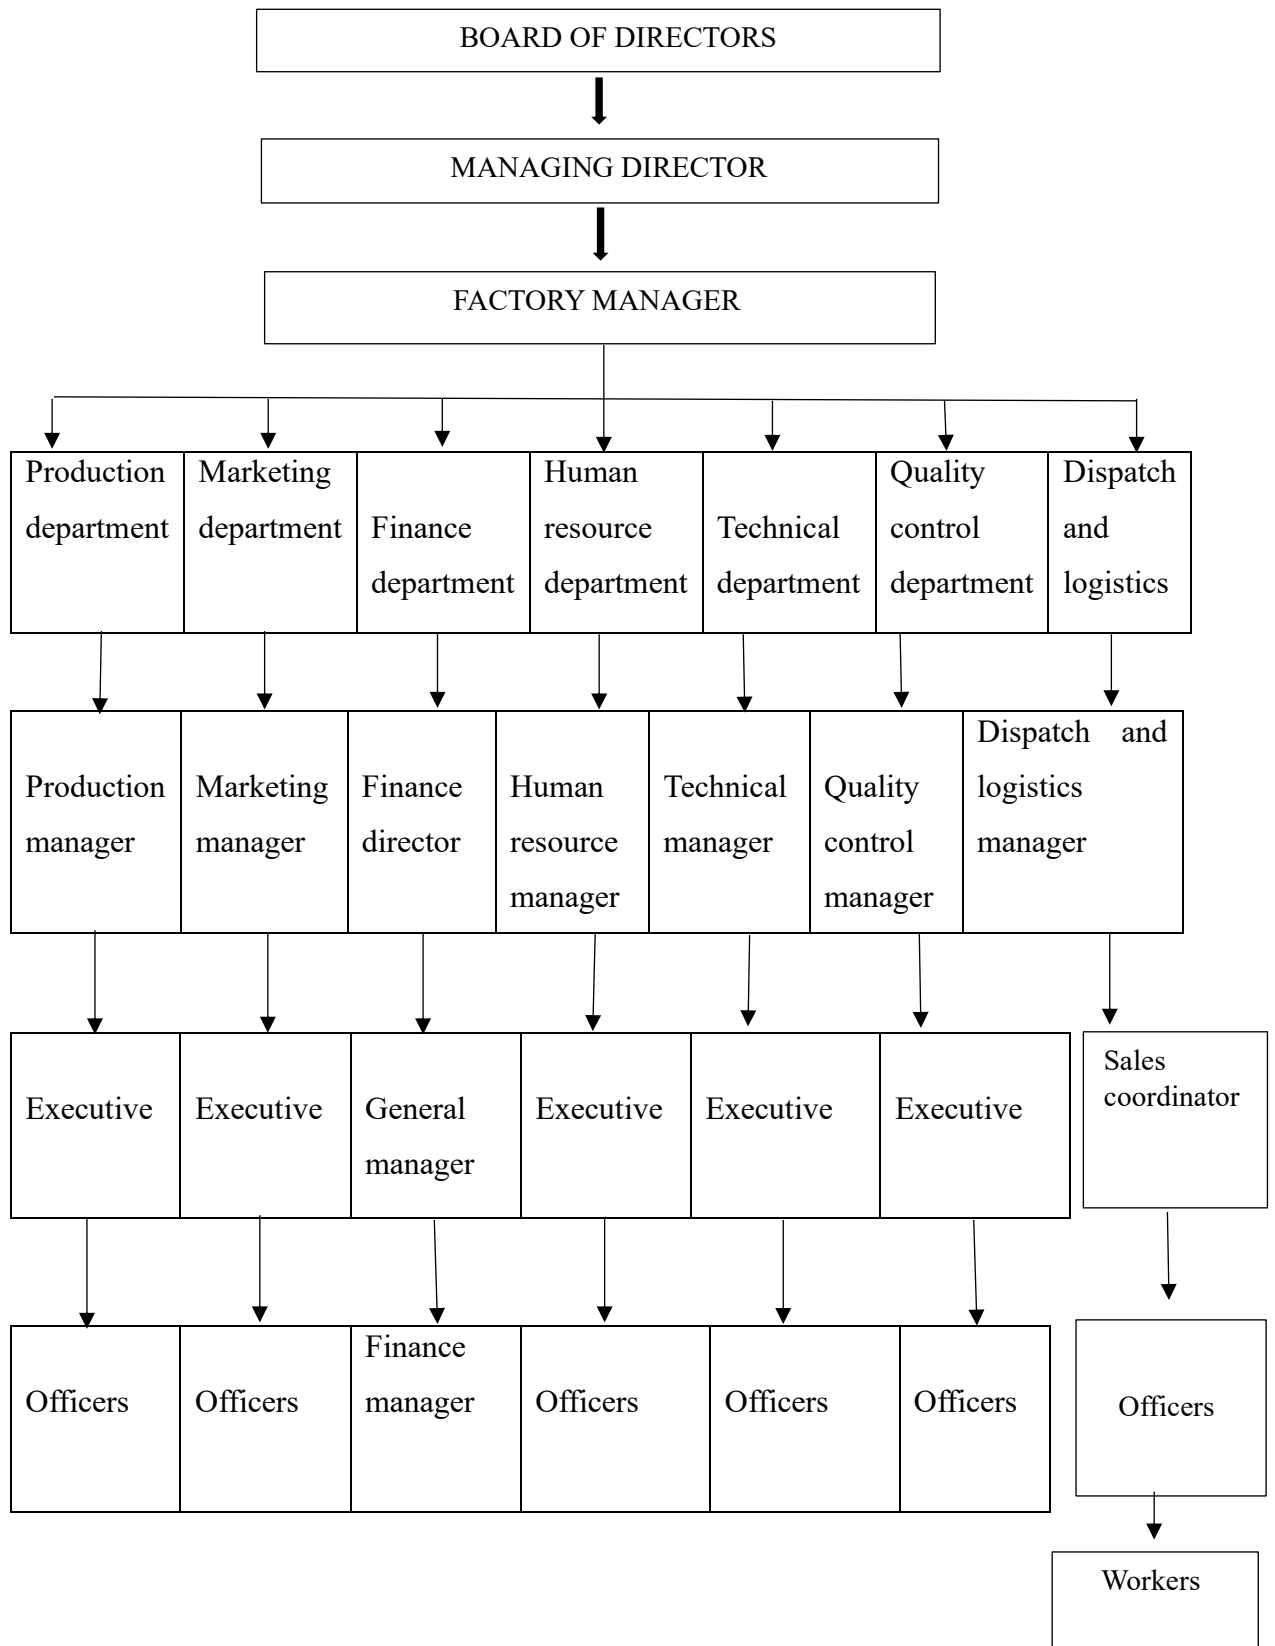 BOARD OF DIRECTORS
MANAGING DIRECTOR
FACTORY MANAGER
Production
department
Marketing
department
Finance
department
Human
resource
department
Technical
department
Quality
control
department
Dispatch
and
logistics
Production
manager
Marketing
manager
Finance
director
Human
resource
manager
Technical
manager
Quality
control
manager
Dispatch and
logistics
manager
Executive
Executive
General
manager
Executive
Executive
Executive
Sales
coordinator
Officers
Officers
Finance
manager
Officers
Officers
Officers
Officers
Workers